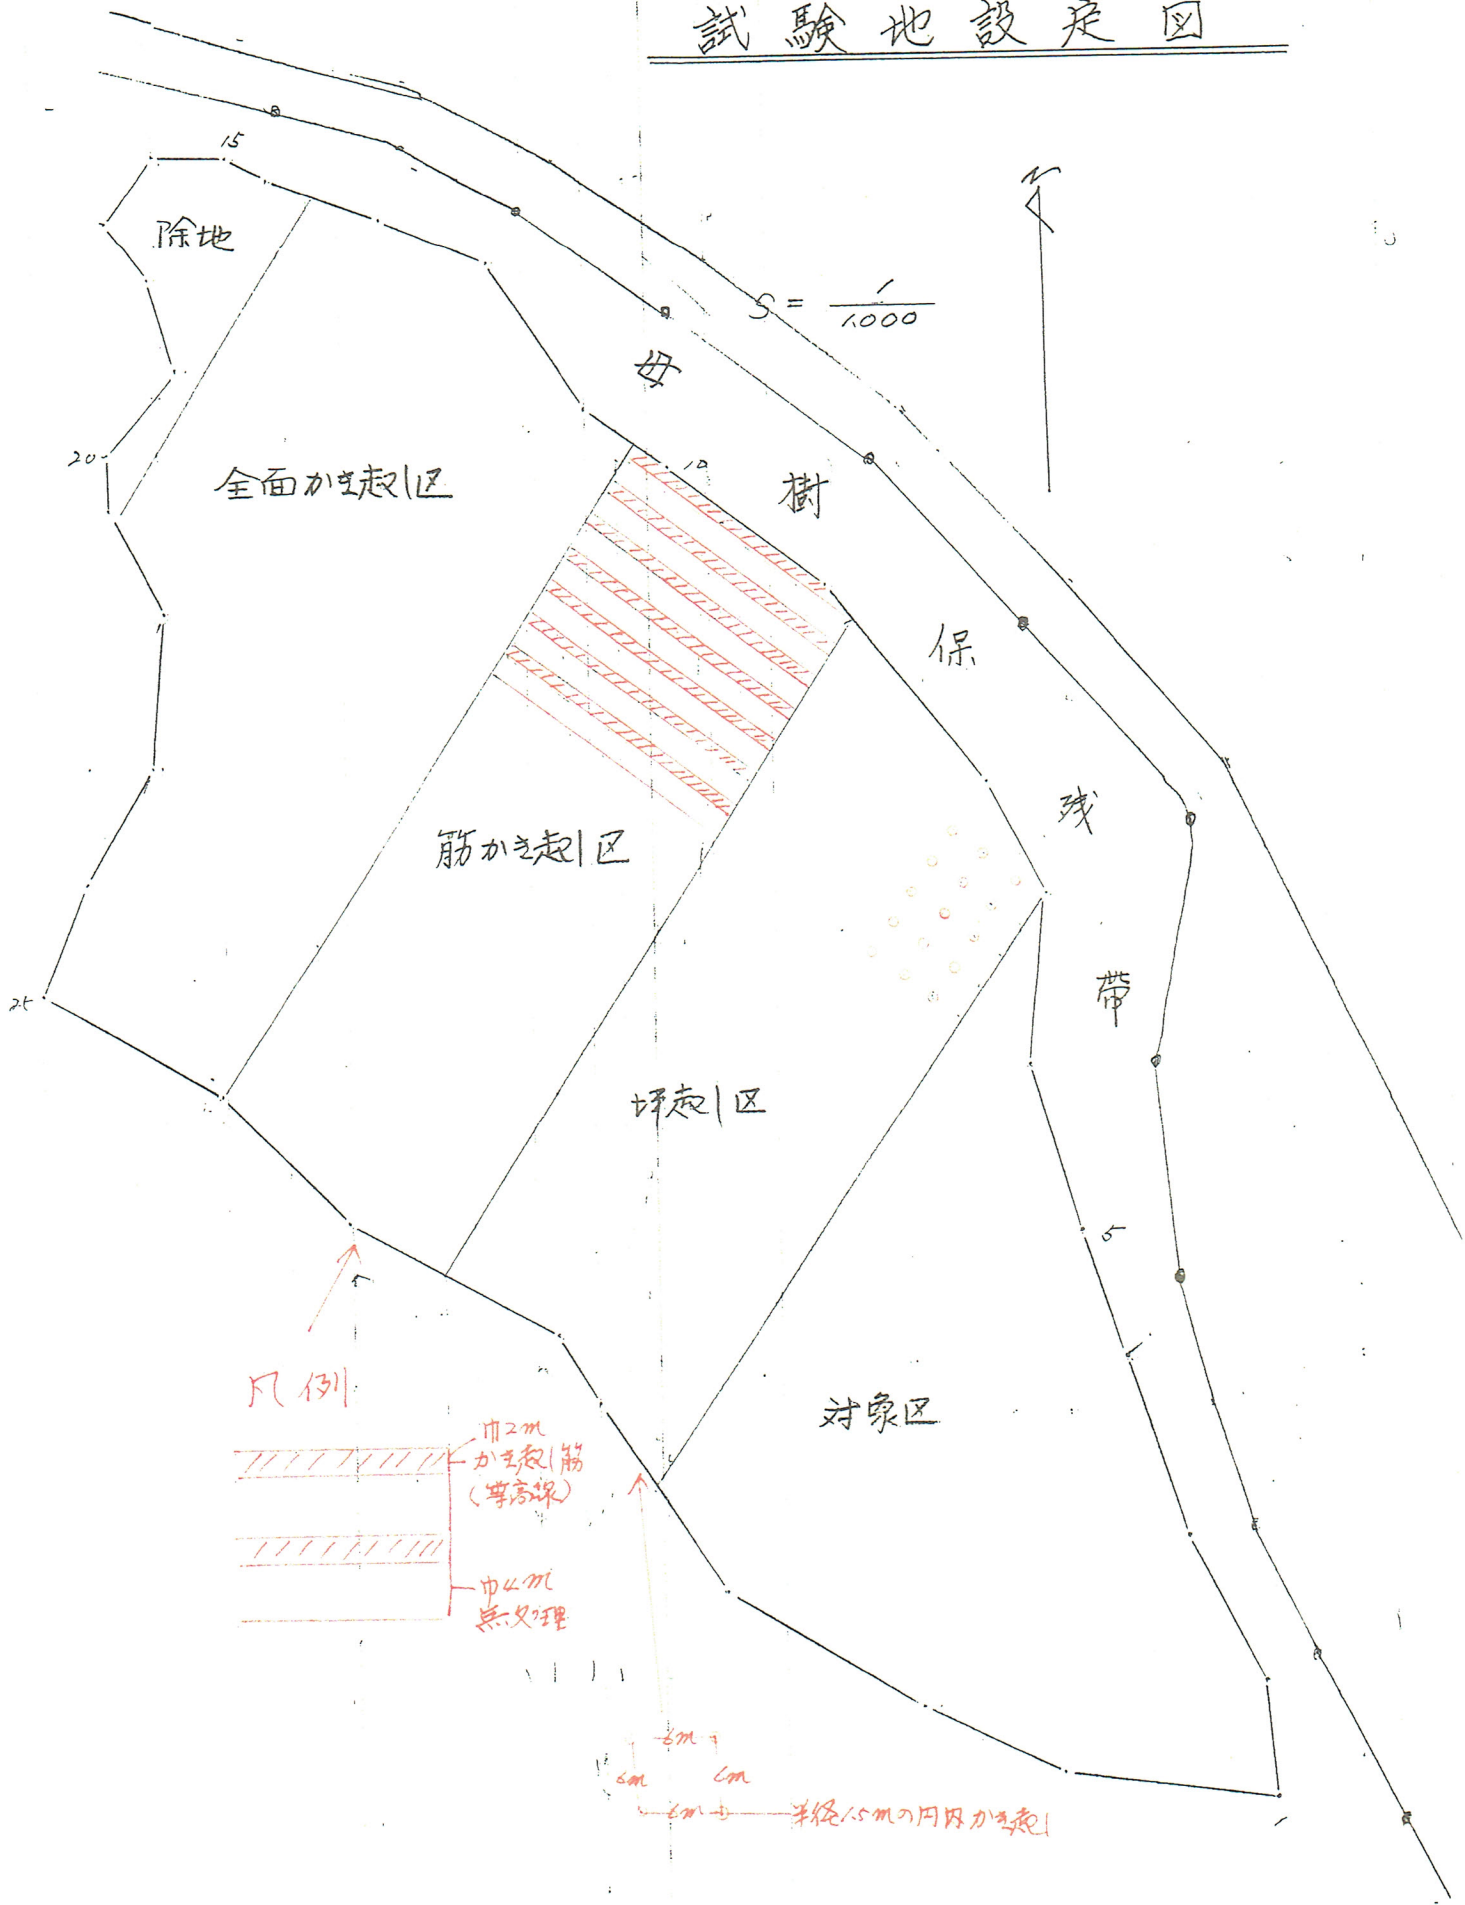 試験地設定図
15
除地
S = 1/1000
母
樹
保
残
帯
20
10
全面かき起し区
筋かき起し区
25
坪起し区
5
対象区
凡例
巾2m
かき起し筋
(等高線)
巾4m
無処理
6m
6m
6m
6m
半径1.5mの円内かき起し
1